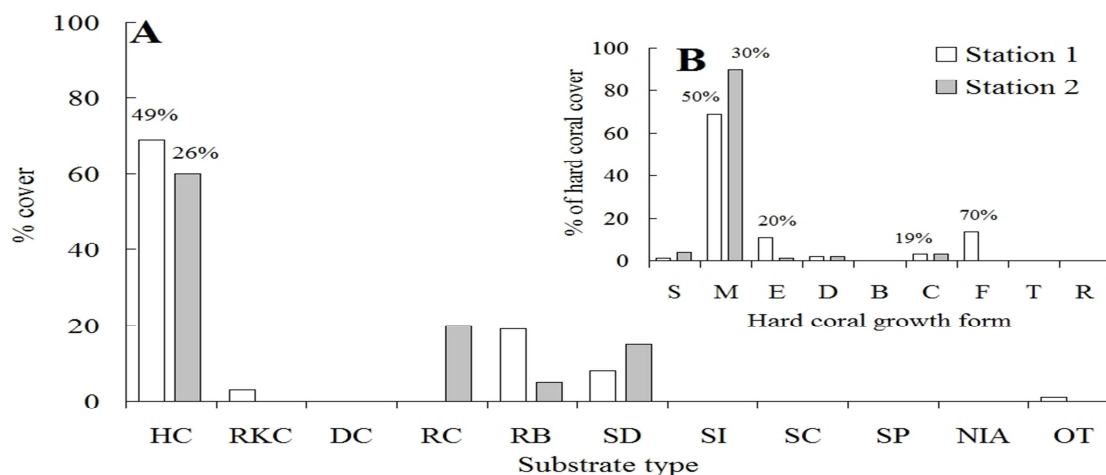 A
% cover
100
80
60
40
20
0
49%
26%
HC RKC DC RC RB SD SI SC SP NIA OT
Substrate type
B
% of hard coral cover
100
80
60
40
20
0
50%
30%
20%
19%
70%
Station 1
Station 2
S M E D B C F T R
Hard coral growth form